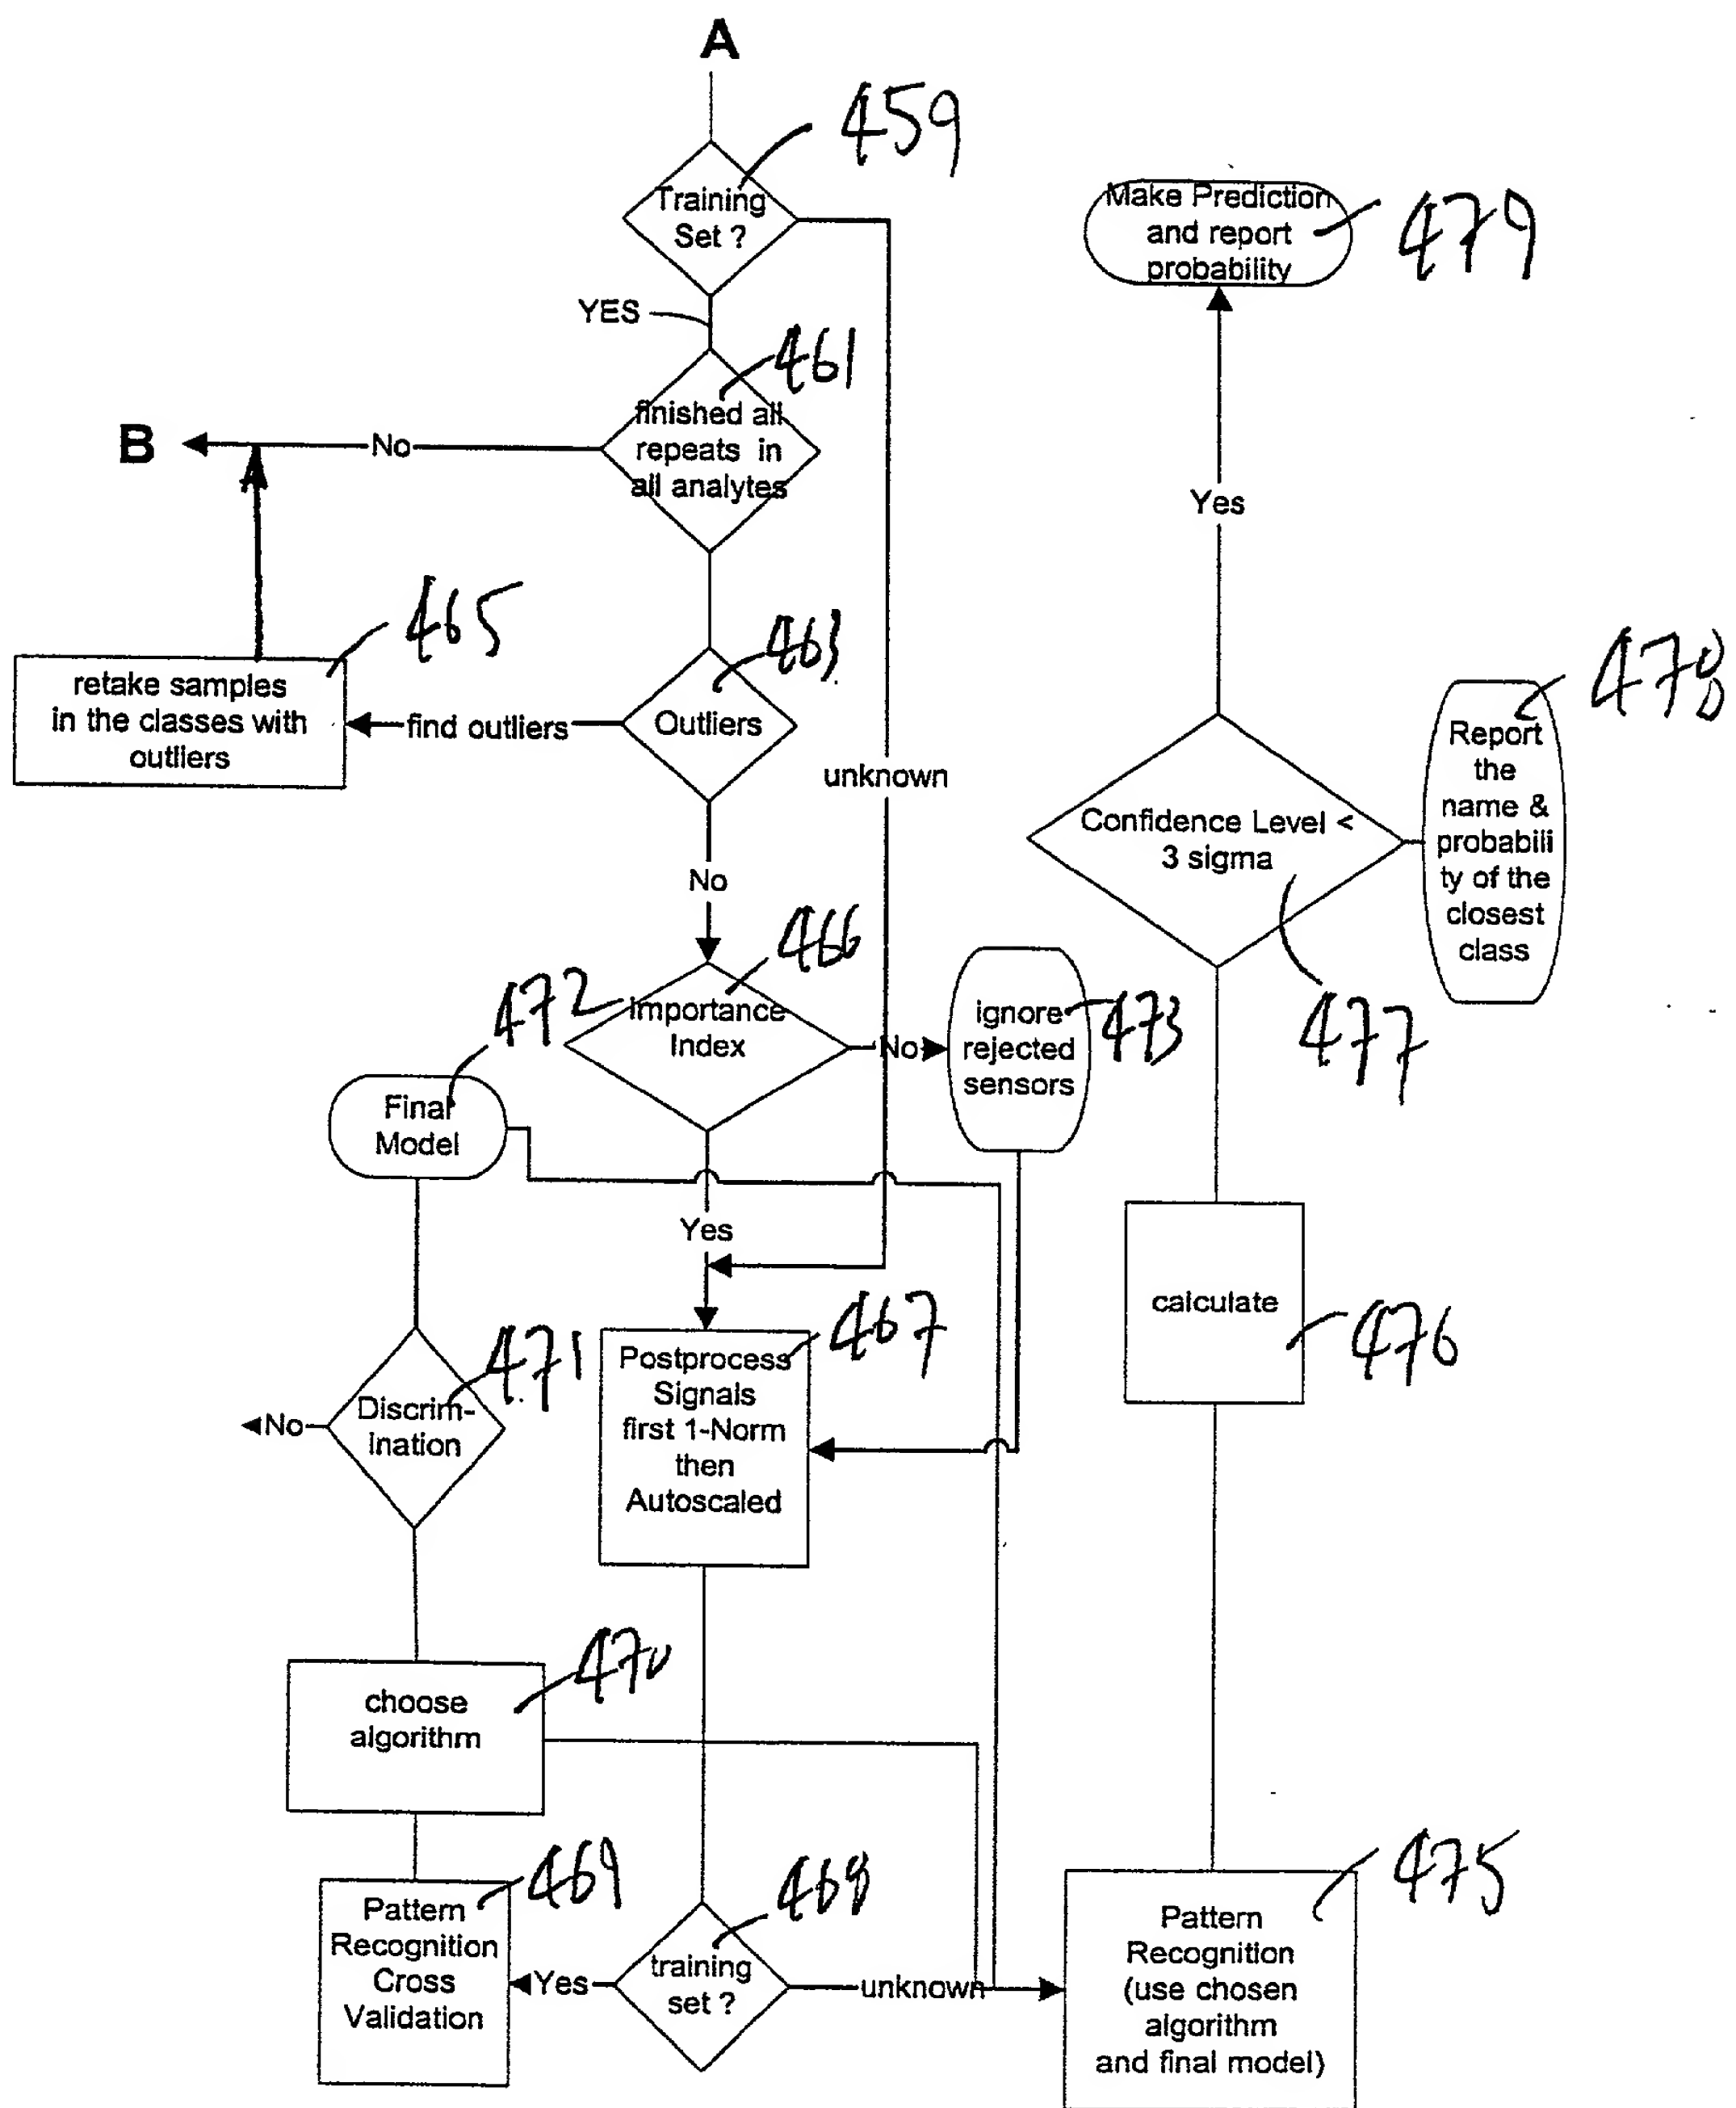 A
459
Training
Set ?
YES
461
finished all
repeats in
all analytes
No
B
463
Outliers
find outliers
465
retake samples
in the classes with
outliers
unknown
No
466
Importance
Index
No
473
ignore
rejected
sensors
472
Final
Model
Yes
467
Postprocess
Signals
first 1-Norm
then
Autoscaled
471
Discrim-
ination
No
470
choose
algorithm
469
Pattern
Recognition
Cross
Validation
468
training
set ?
Yes
unknown
475
Pattern
Recognition
(use chosen
algorithm
and final model)
476
calculate
477
Confidence Level <
3 sigma
478
Report
the
name &
probabili
ty of the
closest
class
Yes
479
Make Prediction
and report
probability